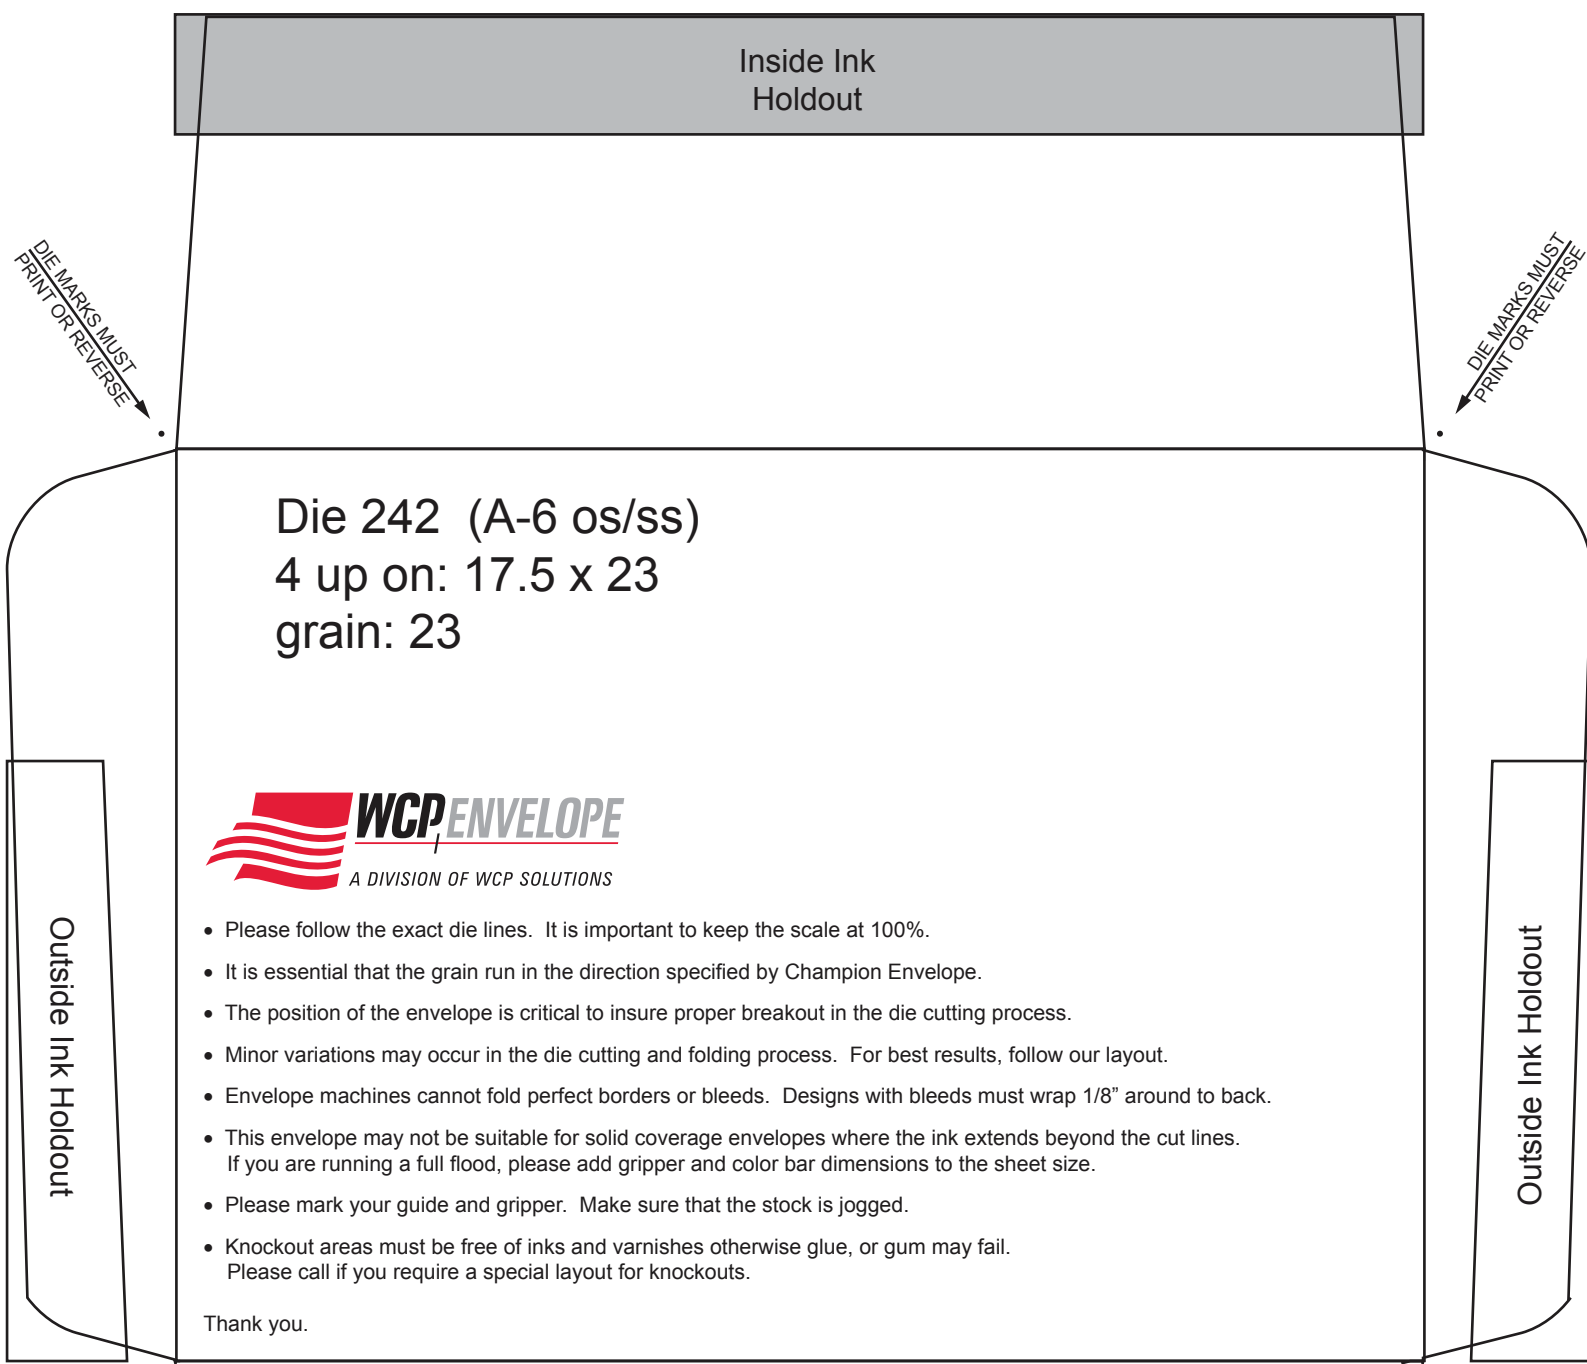 Inside Ink
Holdout
DIE MARKS MUST
PRINT OR REVERSE
DIE MARKS MUST
PRINT OR REVERSE
Die 242  (A-6 os/ss)
4 up on: 17.5 x 23
grain: 23
WCP ENVELOPE
A DIVISION OF WCP SOLUTIONS
• Please follow the exact die lines.  It is important to keep the scale at 100%.
• It is essential that the grain run in the direction specified by Champion Envelope.
• The position of the envelope is critical to insure proper breakout in the die cutting process.
• Minor variations may occur in the die cutting and folding process.  For best results, follow our layout.
• Envelope machines cannot fold perfect borders or bleeds.  Designs with bleeds must wrap 1/8” around to back.
• This envelope may not be suitable for solid coverage envelopes where the ink extends beyond the cut lines.
If you are running a full flood, please add gripper and color bar dimensions to the sheet size.
• Please mark your guide and gripper.  Make sure that the stock is jogged.
• Knockout areas must be free of inks and varnishes otherwise glue, or gum may fail.
Please call if you require a special layout for knockouts.
Thank you.
Outside Ink Holdout
Outside Ink Holdout